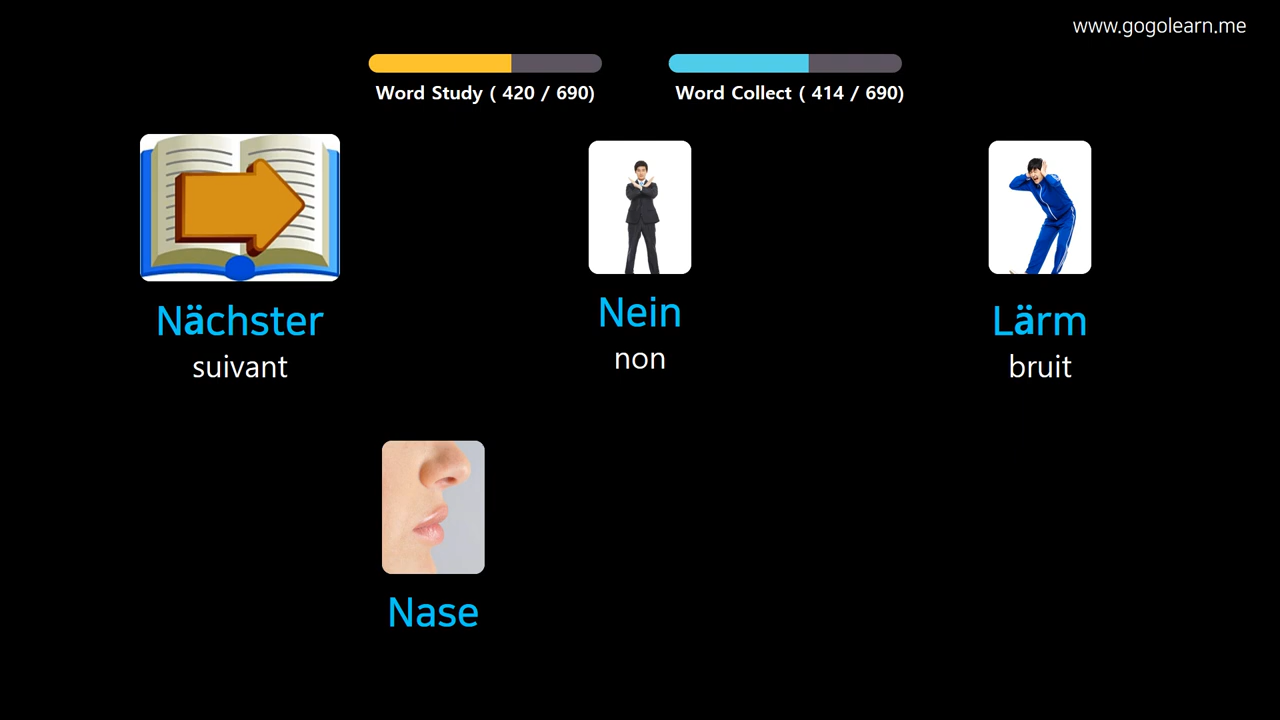 www.gogolearn.me
Word Study ( 420 / 690)
Word Collect ( 414 / 690)
Nächster
suivant
Nein
non
Lärm
bruit
Nase